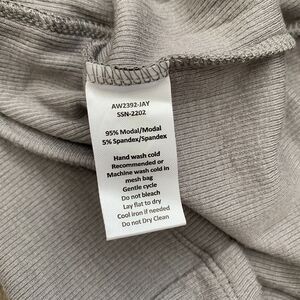 AW2392-JAY
SSN-2202
95% Modal/Modal
5% Spandex/Spandex
Hand wash cold
Recommended or
Machine wash cold in
mesh bag
Gentle cycle
Do not bleach
Lay flat to dry
Cool iron if needed
Do not Dry Clean